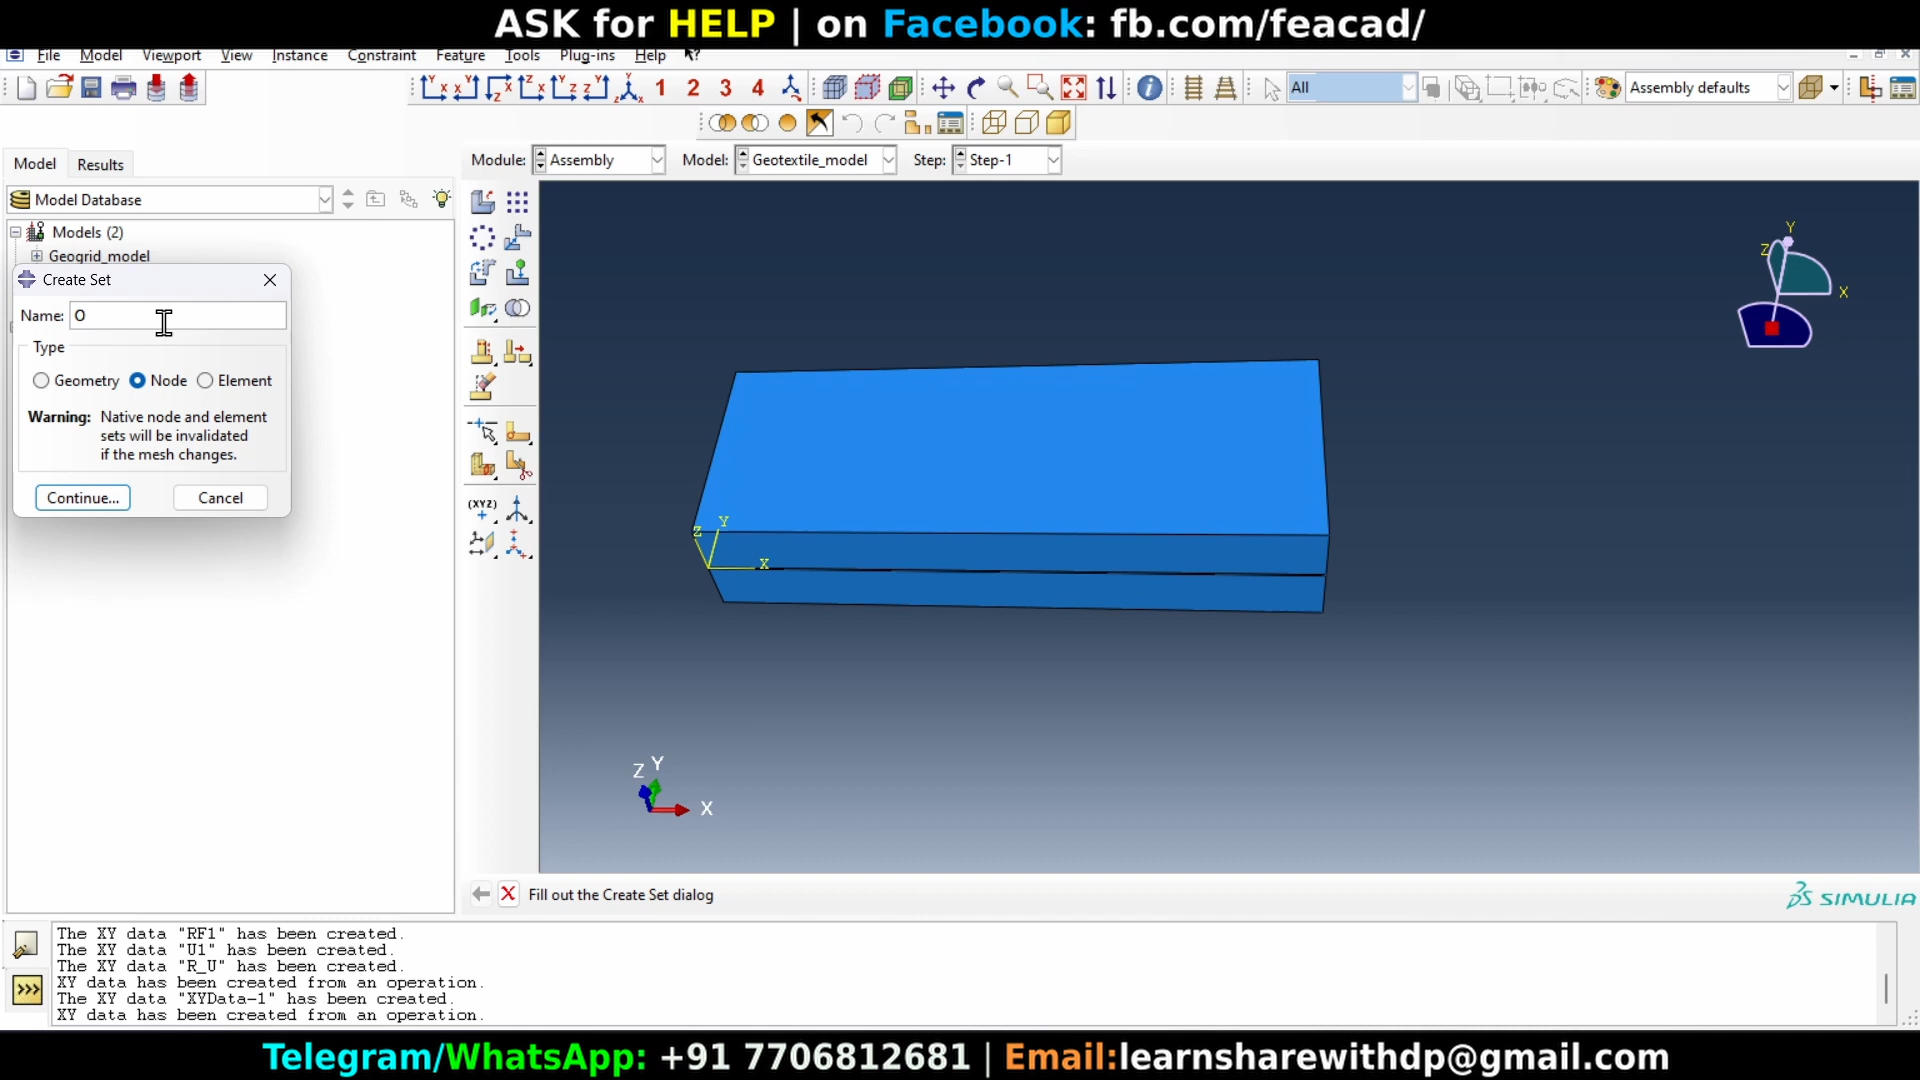 ASK for HELP | on Facebook: fb.com/feacad/
File Model Viewport View Instance Constraint Feature Tools Plug-ins Help
1 2 3 4 All Assembly defaults
Model Results
Module: Assembly Model: Geotextile_model Step: Step-1
Model Database
Models (2)
Geogrid_model
Create Set
Name: O
Type
Geometry Node Element
Warning: Native node and element
sets will be invalidated
if the mesh changes.
Continue... Cancel
(XYZ)
Y
Z
X
Y
Z
X
Z Y
X
Fill out the Create Set dialog
SIMULIA
The XY data "RF1" has been created.
The XY data "U1" has been created.
The XY data "R_U" has been created.
XY data has been created from an operation.
The XY data "XYData-1" has been created.
XY data has been created from an operation.
>>>
Telegram/WhatsApp: +91 7706812681 | Email:learnsharewithdp@gmail.com